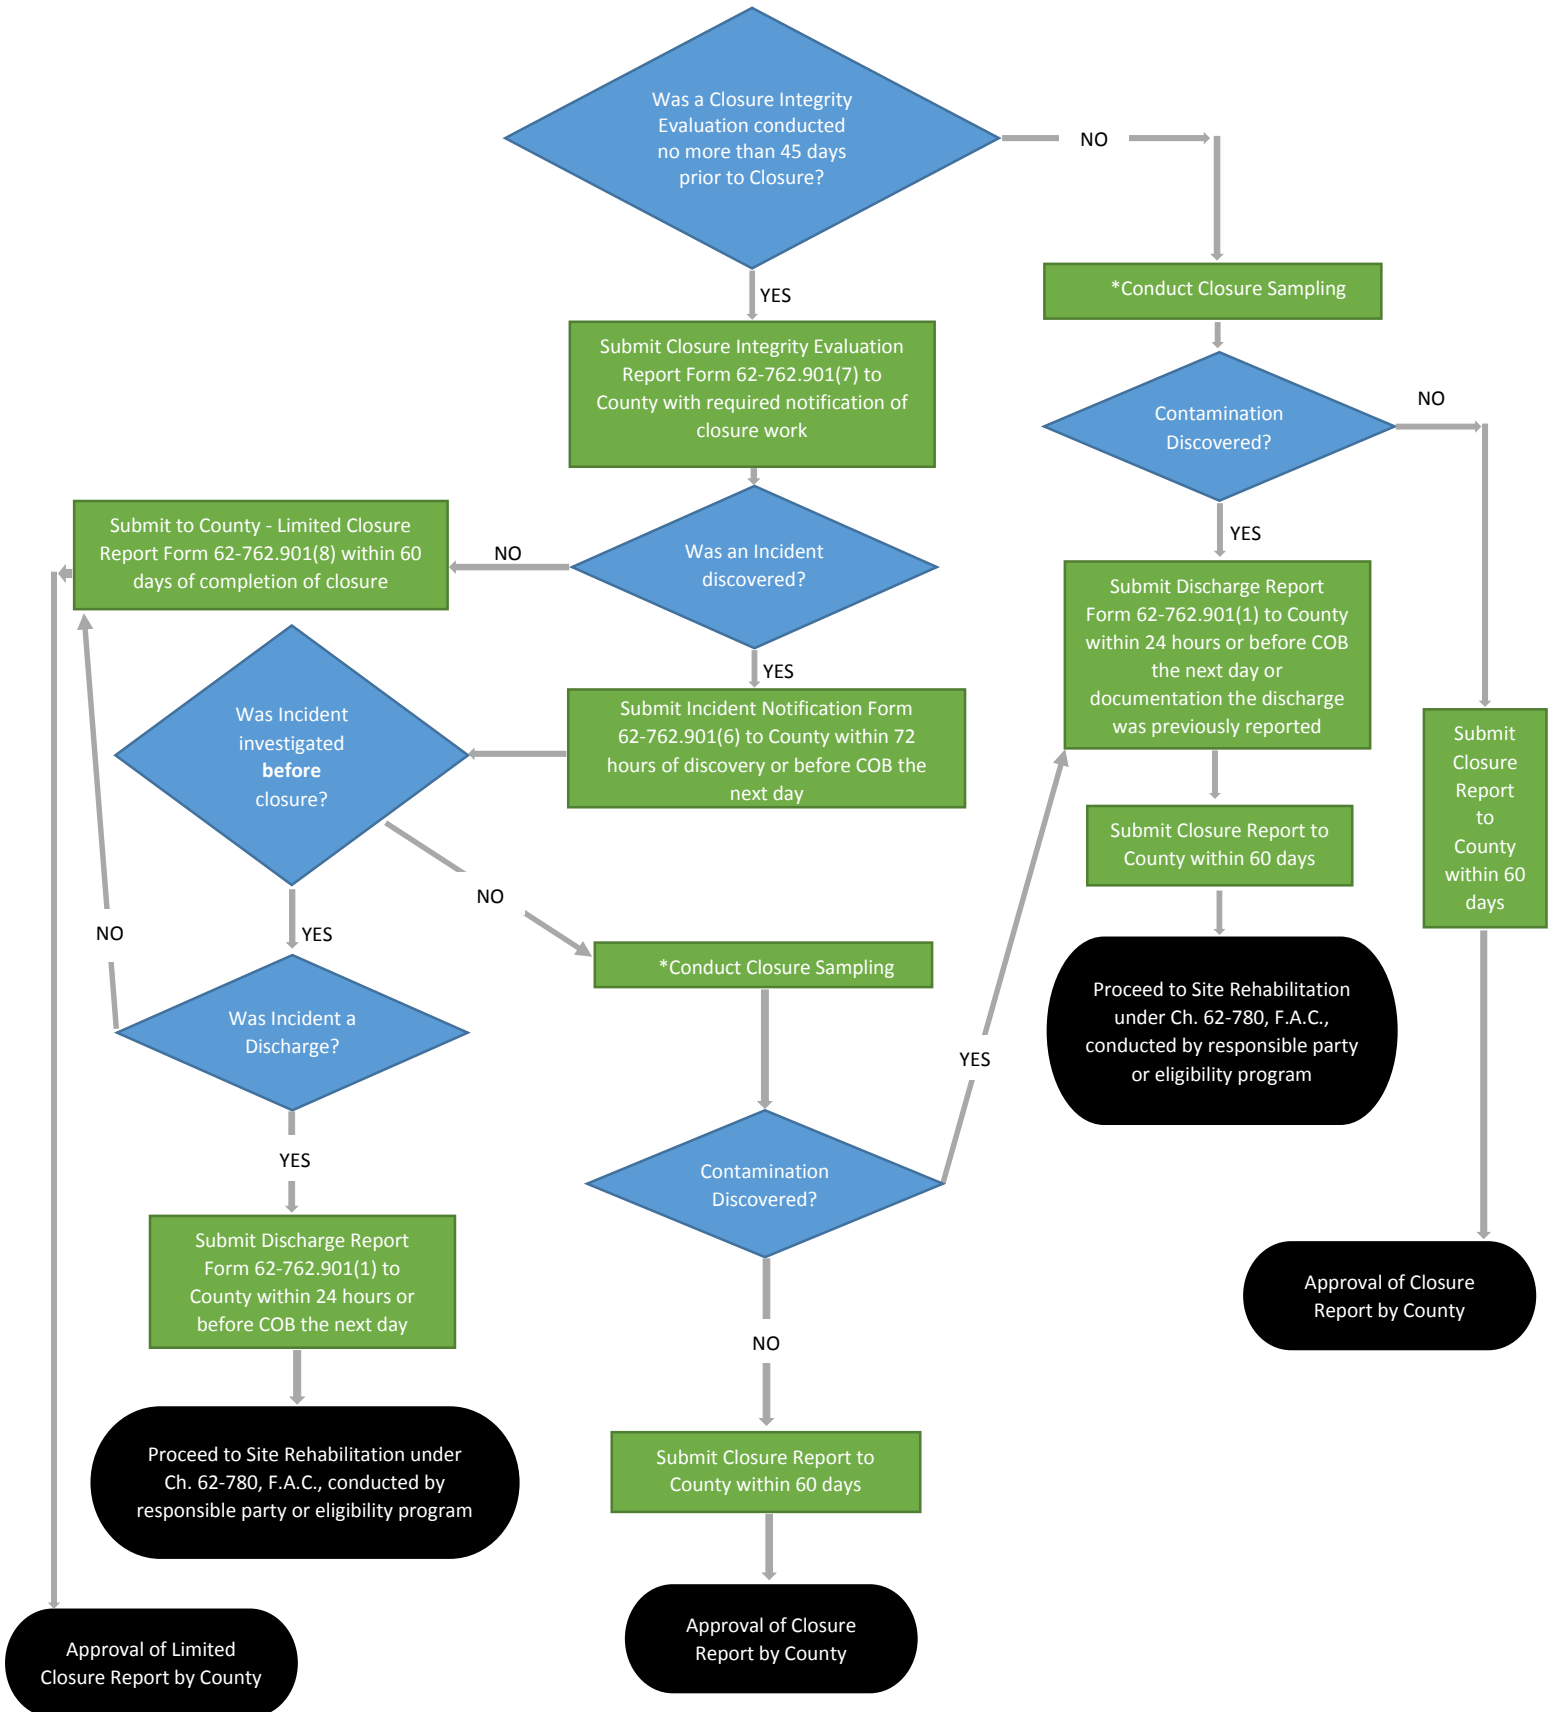 Was a Closure Integrity
Evaluation conducted
no more than 45 days
prior to Closure?
NO
YES
*Conduct Closure Sampling
Submit Closure Integrity Evaluation
Report Form 62-762.901(7) to
County with required notification of
closure work
Contamination
Discovered?
NO
YES
Submit to County - Limited Closure
Report Form 62-762.901(8) within 60
days of completion of closure
NO
Was an Incident
discovered?
YES
Submit Discharge Report
Form 62-762.901(1) to County
within 24 hours or before COB
the next day or
documentation the discharge
was previously reported
Submit
Closure
Report
to
County
within 60
days
Was Incident
investigated
before
closure?
Submit Incident Notification Form
62-762.901(6) to County within 72
hours of discovery or before COB the
next day
Submit Closure Report to
County within 60 days
NO
NO
YES
*Conduct Closure Sampling
Proceed to Site Rehabilitation
under Ch. 62-780, F.A.C.,
conducted by responsible party
or eligibility program
Was Incident a
Discharge?
YES
YES
Contamination
Discovered?
Submit Discharge Report
Form 62-762.901(1) to
County within 24 hours or
before COB the next day
Approval of Closure
Report by County
NO
Proceed to Site Rehabilitation under
Ch. 62-780, F.A.C., conducted by
responsible party or eligibility program
Submit Closure Report to
County within 60 days
Approval of Limited
Closure Report by County
Approval of Closure
Report by County